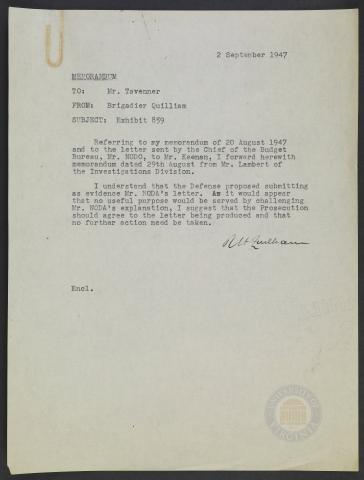 2 September 1947
MEMORANDUM
TO: Mr. Tavenner
FROM: Brigadier Quilliam
SUBJECT: Exhibit 859
Referring to my memorandum of 20 August 1947
and to the letter sent by the Chief of the Budget
Bureau, Mr. NODO, to Mr. Keenan, I forward herewith
memorandum dated 29th August from Mr. Lambert of
the Investigations Division.
I understand that the Defense proposed submitting
as evidence Mr. NODA's letter. As it would appear
that no useful purpose would be served by challenging
Mr. NODA's explanation, I suggest that the Prosecution
should agree to the letter being produced and that
no further action need be taken.
RH Quilliam
Encl.
UNIVERSITY OF
VIRGINIA